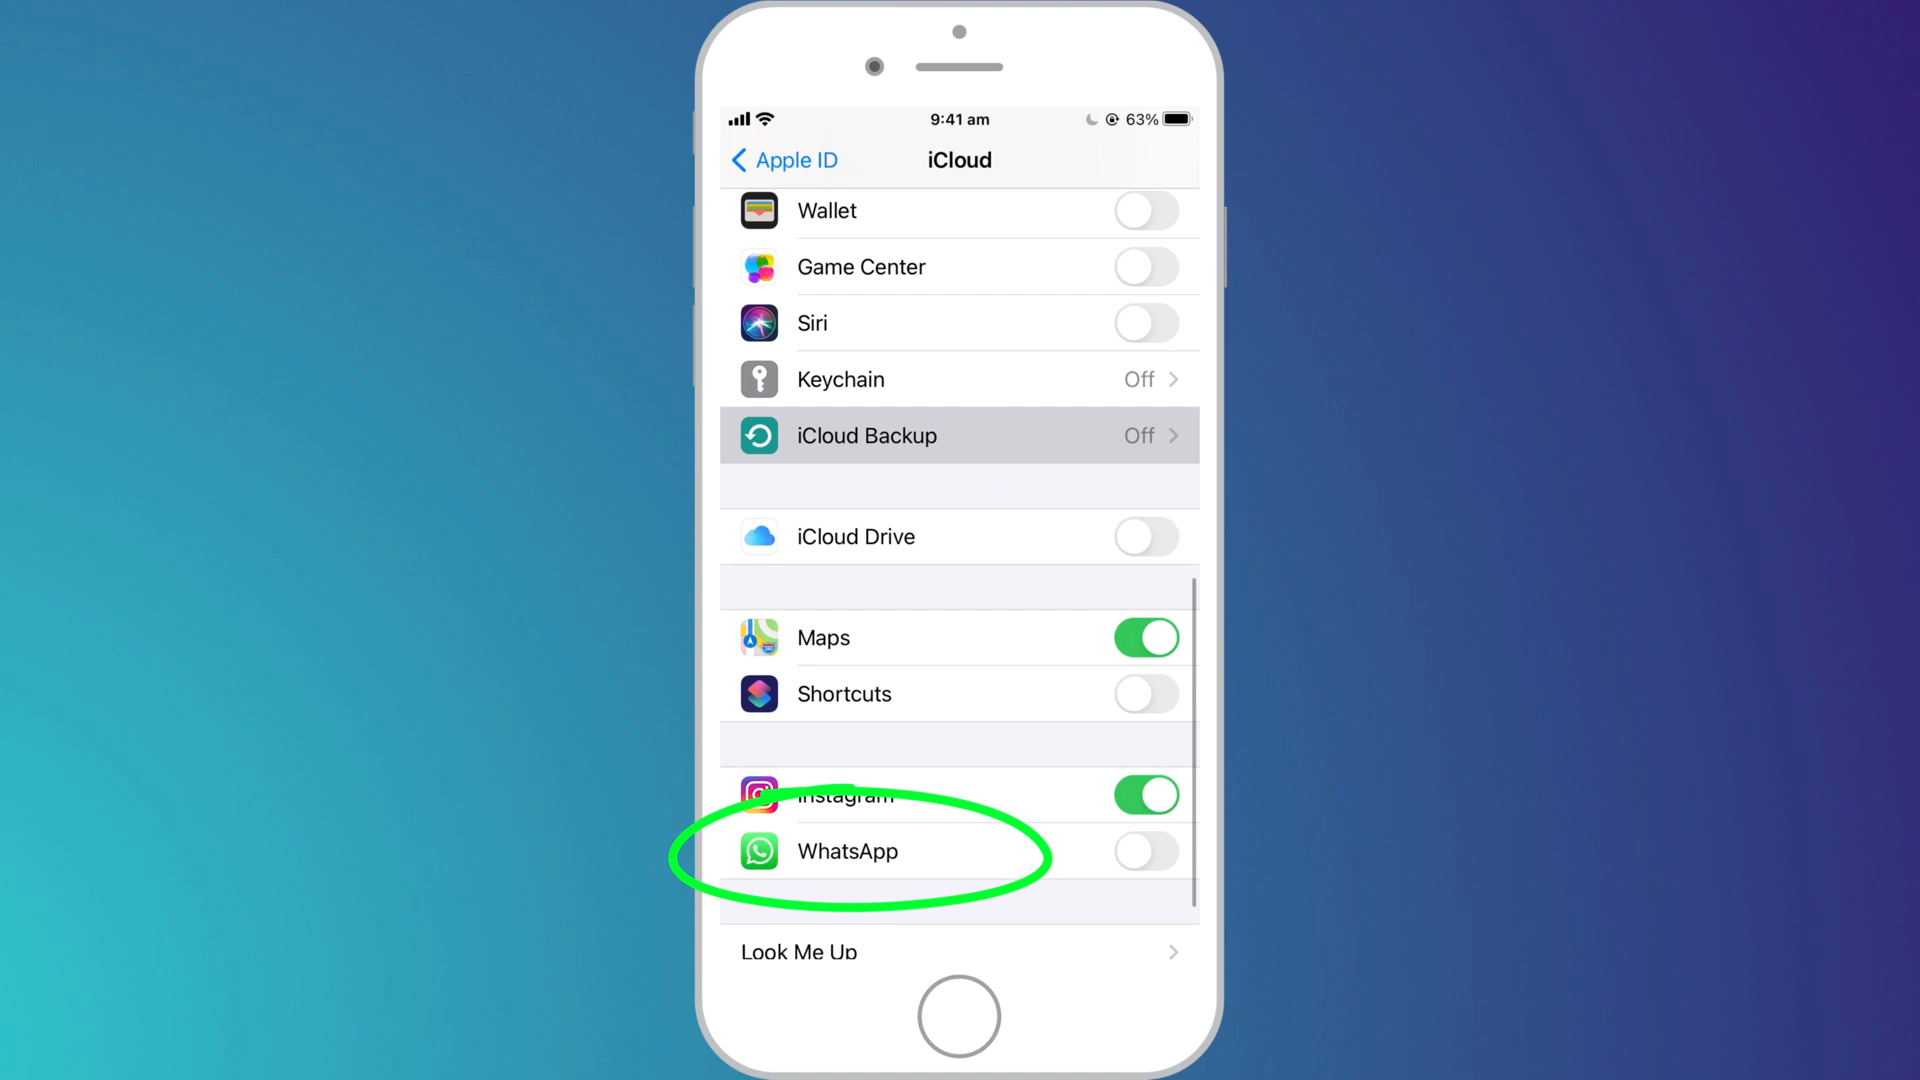 9:41 am
63%
Apple ID
iCloud
Wallet
Game Center
Siri
Keychain Off
iCloud Backup Off
iCloud Drive
Maps
Shortcuts
Instagram
WhatsApp
Look Me Up